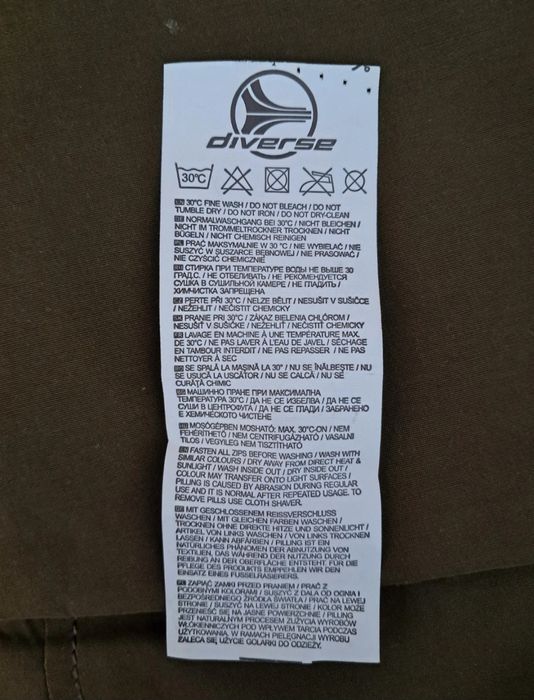 diverse
30°C
EN 30°C FINE WASH / DO NOT BLEACH / DO NOT
TUMBLE DRY / DO NOT IRON / DO NOT DRY-CLEAN
DE NORMALWASCHGANG BEI 30°C / NICHT BLEICHEN /
NICHT IM TROMMELTROCKNER TROCKNEN / NICHT
BÜGELN / NICHT CHEMISCH REINIGEN
PL PRAĆ MAKSYMALNIE W 30 °C / NIE WYBIELAĆ / NIE
SUSZYĆ W SUSZARCE BĘBNOWEJ / NIE PRASOWAĆ /
NIE CZYŚCIĆ CHEMICZNIE
СТИРКА ПРИ ТЕМПЕРАТУРЕ ВОДЫ НЕ ВЫШЕ 30
ГРАД.С. / НЕ ОТБЕЛИВАТЬ / НЕ РЕКОМЕНДУЕТСЯ
СУШКА В СУШИЛЬНОЙ КАМЕРЕ / НЕ ГЛАДИТЬ /
ХИМЧИСТКА ЗАПРЕЩЕНА
PERTE PŘI 30°C / NELZE BĚLIT / NESUŠIT V SUŠIČCE
/ NEŽEHLIT / NEČISTIT CHEMICKY
PRANIE PRI 30°C / ZÁKAZ BIELENIA CHLÓROM /
NESUŠIŤ V SUŠIČKE / NEŽEHLIŤ / NEČISTIŤ CHEMICKY
LAVAGE EN MACHINE À UNE TEMPÉRATURE MAX.
DE 30°C / NE PAS LAVER À L'EAU DE JAVEL / SÉCHAGE
EN TAMBOUR INTERDIT / NE PAS REPASSER / NE PAS
NETTOYER À SEC
SE SPALĂ LA MAȘINĂ LA 30° / NU SE ÎNĂLBEȘTE / NU
SE USUCĂ LA USCĂTOR / NU SE CALCĂ / NU SE
CURĂȚĂ CHIMIC
МАШИННО ПРАНЕ ПРИ МАКСИМАЛНА
ТЕМПЕРАТУРА 30°C / ДА НЕ СЕ ИЗБЕЛВА / ДА НЕ СЕ
СУШИ В ЦЕНТРОФУГА / ДА НЕ СЕ ГЛАДИ / ЗАБРАНЕНО
Е ХИМИЧЕСКОТО ЧИСТЕНЕ
MOSÓGÉPBEN MOSHATÓ: MAX. 30°C-ON / NEM
FEHÉRÍTHETŐ / NEM CENTRIFUGÁZHATÓ / VASALNI
TILOS / VEGYILEG NEM TISZTÍTHATÓ
EN FASTEN ALL ZIPS BEFORE WASHING / WASH WITH
SIMILAR COLOURS / DRY AWAY FROM DIRECT HEAT &
SUNLIGHT / WASH INSIDE OUT / DRY INSIDE OUT /
COLOUR MAY TRANSFER ONTO LIGHT SURFACES /
PILLING IS CAUSED BY ABRASION DURING REGULAR
USE AND IT IS NORMAL AFTER REPEATED USAGE. TO
REMOVE PILLS USE CLOTH SHAVER.
DE MIT GESCHLOSSENEM REISSVERSCHLUSS
WASCHEN / MIT GLEICHEN FARBEN WASCHEN /
TROCKNEN OHNE DIREKTE HITZE UND SONNENLICHT /
ARTIKEL VON LINKS WASCHEN / VON LINKS TROCKNEN
LASSEN / KANN ABFÄRBEN / PILLING IST EIN
NATÜRLICHES PHÄNOMEN DER ABNUTZUNG VON
TEXTILIEN, DAS WÄHREND DER NUTZUNG DURCH
REIBUNG AN DER OBERFLÄCHE ENTSTEHT. FÜR DIE
PFLEGE DES PRODUKTS EMPFEHLEN WIR DEN
EINSATZ EINES FUSSELRASIERERS.
PL ZAPIĄĆ ZAMKI PRZED PRANIEM / PRAĆ Z
PODOBNYMI KOLORAMI / SUSZYĆ Z DALA OD OGNIA I
BEZPOŚREDNIEGO ŹRÓDŁA ŚWIATŁA / PRAĆ NA LEWEJ
STRONIE / SUSZYĆ NA LEWEJ STRONIE / KOLOR MOŻE
PRZENIEŚĆ SIĘ NA JASNE POWIERZCHNIE / PILLING
JEST NATURALNYM PROCESEM ZUŻYCIA WYROBÓW
WŁÓKIENNICZYCH POD WPŁYWEM TARCIA PODCZAS
UŻYTKOWANIA. W RAMACH PIELĘGNACJI WYROBU
ZALECA SIĘ UŻYCIE GOLARKI DO ODZIEŻY.